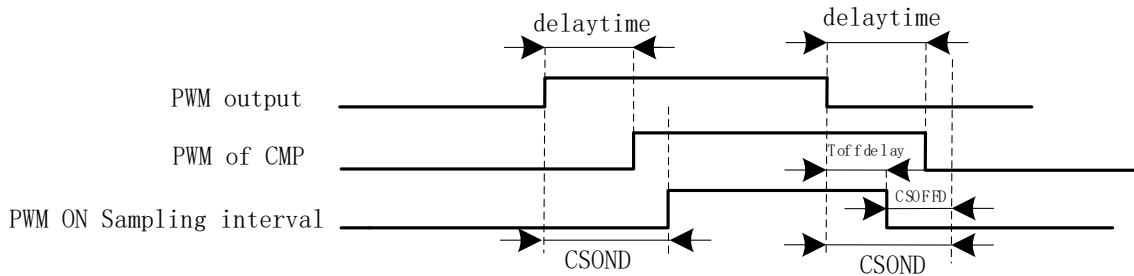 delaytime
delaytime
PWM output
PWM of CMP
Toffdelay
CSOFFD
PWM ON Sampling interval
CSOND
CSOND